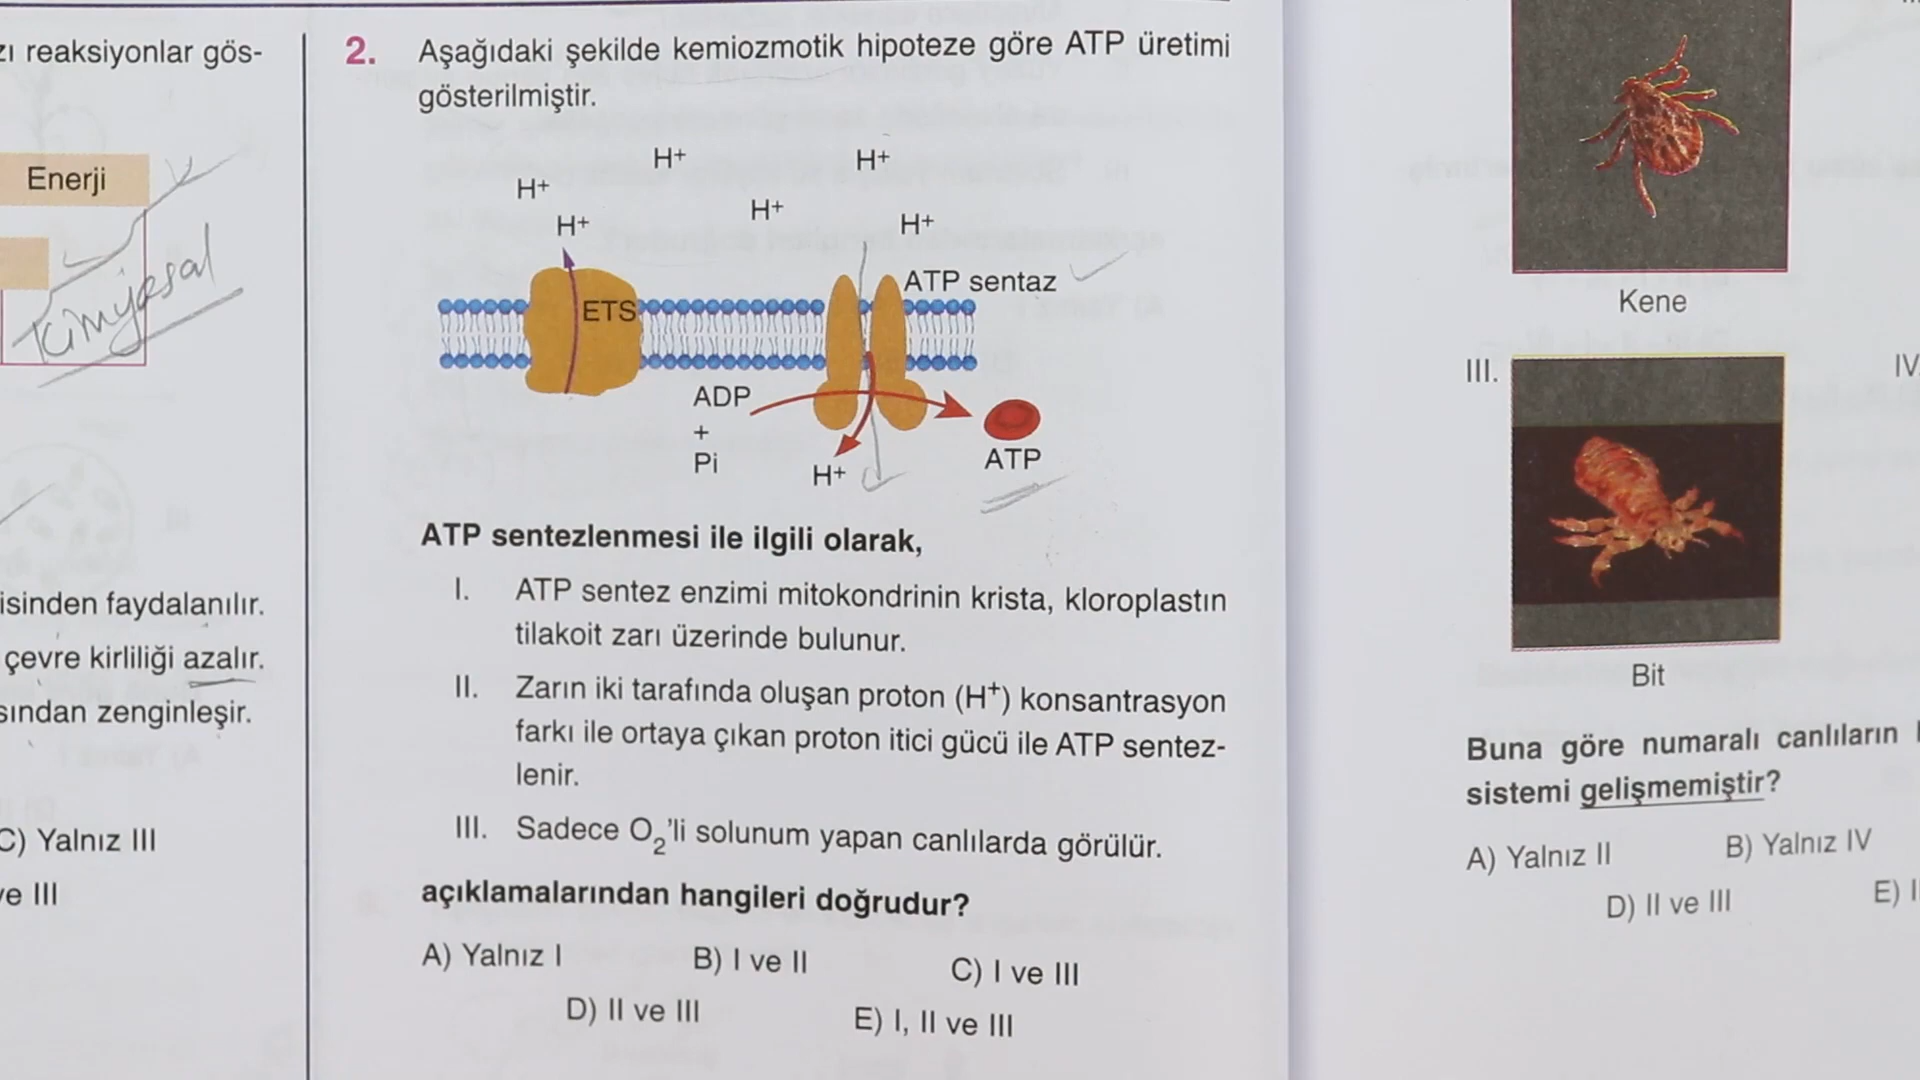 zı reaksiyonlar gös-
Enerji
Kimyasal
isinden faydalanılır.
çevre kirliliği azalır.
sından zenginleşir.
C) Yalnız III
ve III
2. Aşağıdaki şekilde kemiozmotik hipoteze göre ATP üretimi
gösterilmiştir.
H+ H+
H+
H+ H+ H+
ATP sentaz
ETS
ADP
+
Pi
H+
ATP
ATP sentezlenmesi ile ilgili olarak,
I. ATP sentez enzimi mitokondrinin krista, kloroplastın
tilakoit zarı üzerinde bulunur.
II. Zarın iki tarafında oluşan proton (H+) konsantrasyon
farkı ile ortaya çıkan proton itici gücü ile ATP sentez-
lenir.
III. Sadece O2'li solunum yapan canlılarda görülür.
açıklamalarından hangileri doğrudur?
A) Yalnız I B) I ve II C) I ve III
D) II ve III E) I, II ve III
Kene
III. IV.
Bit
Buna göre numaralı canlıların
sistemi gelişmemiştir?
A) Yalnız II B) Yalnız IV
D) II ve III E) I